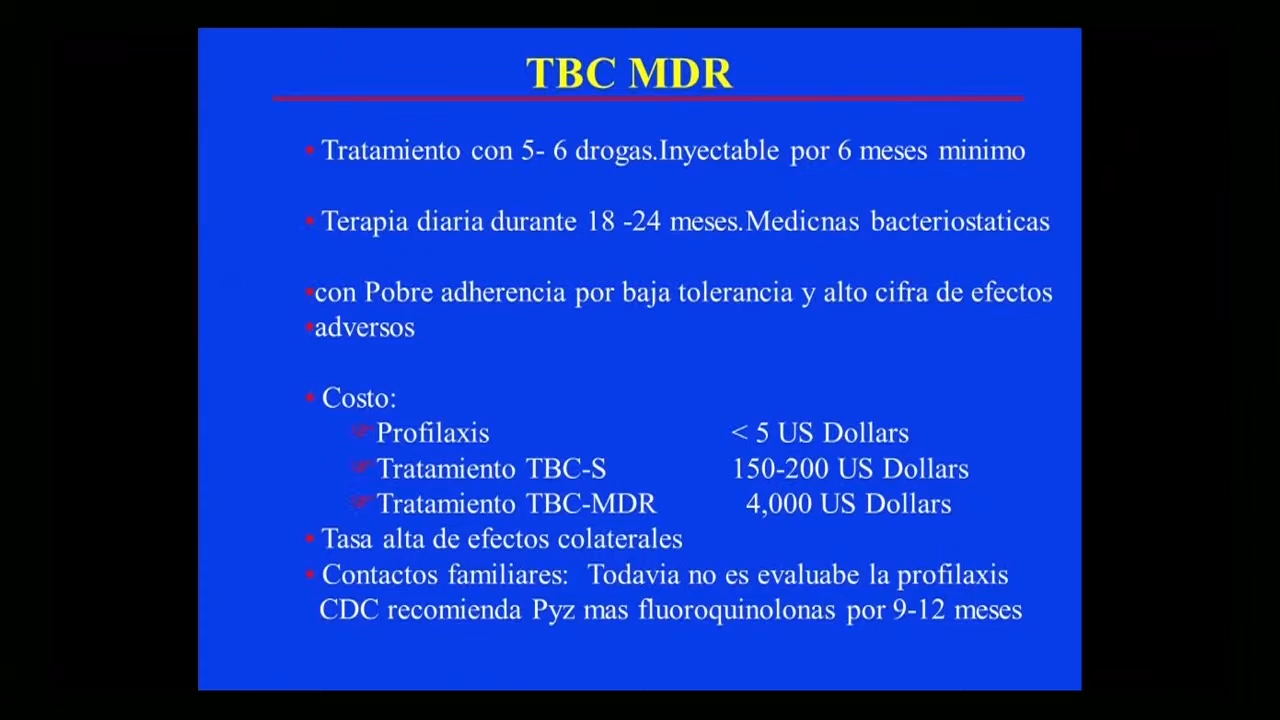 TBC MDR
• Tratamiento con 5- 6 drogas.Inyectable por 6 meses minimo
• Terapia diaria durante 18 -24 meses.Medicnas bacteriostaticas
•con Pobre adherencia por baja tolerancia y alto cifra de efectos
•adversos
• Costo:
☞Profilaxis < 5 US Dollars
☞Tratamiento TBC-S 150-200 US Dollars
☞Tratamiento TBC-MDR 4,000 US Dollars
• Tasa alta de efectos colaterales
• Contactos familiares: Todavia no es evaluabe la profilaxis
CDC recomienda Pyz mas fluoroquinolonas por 9-12 meses